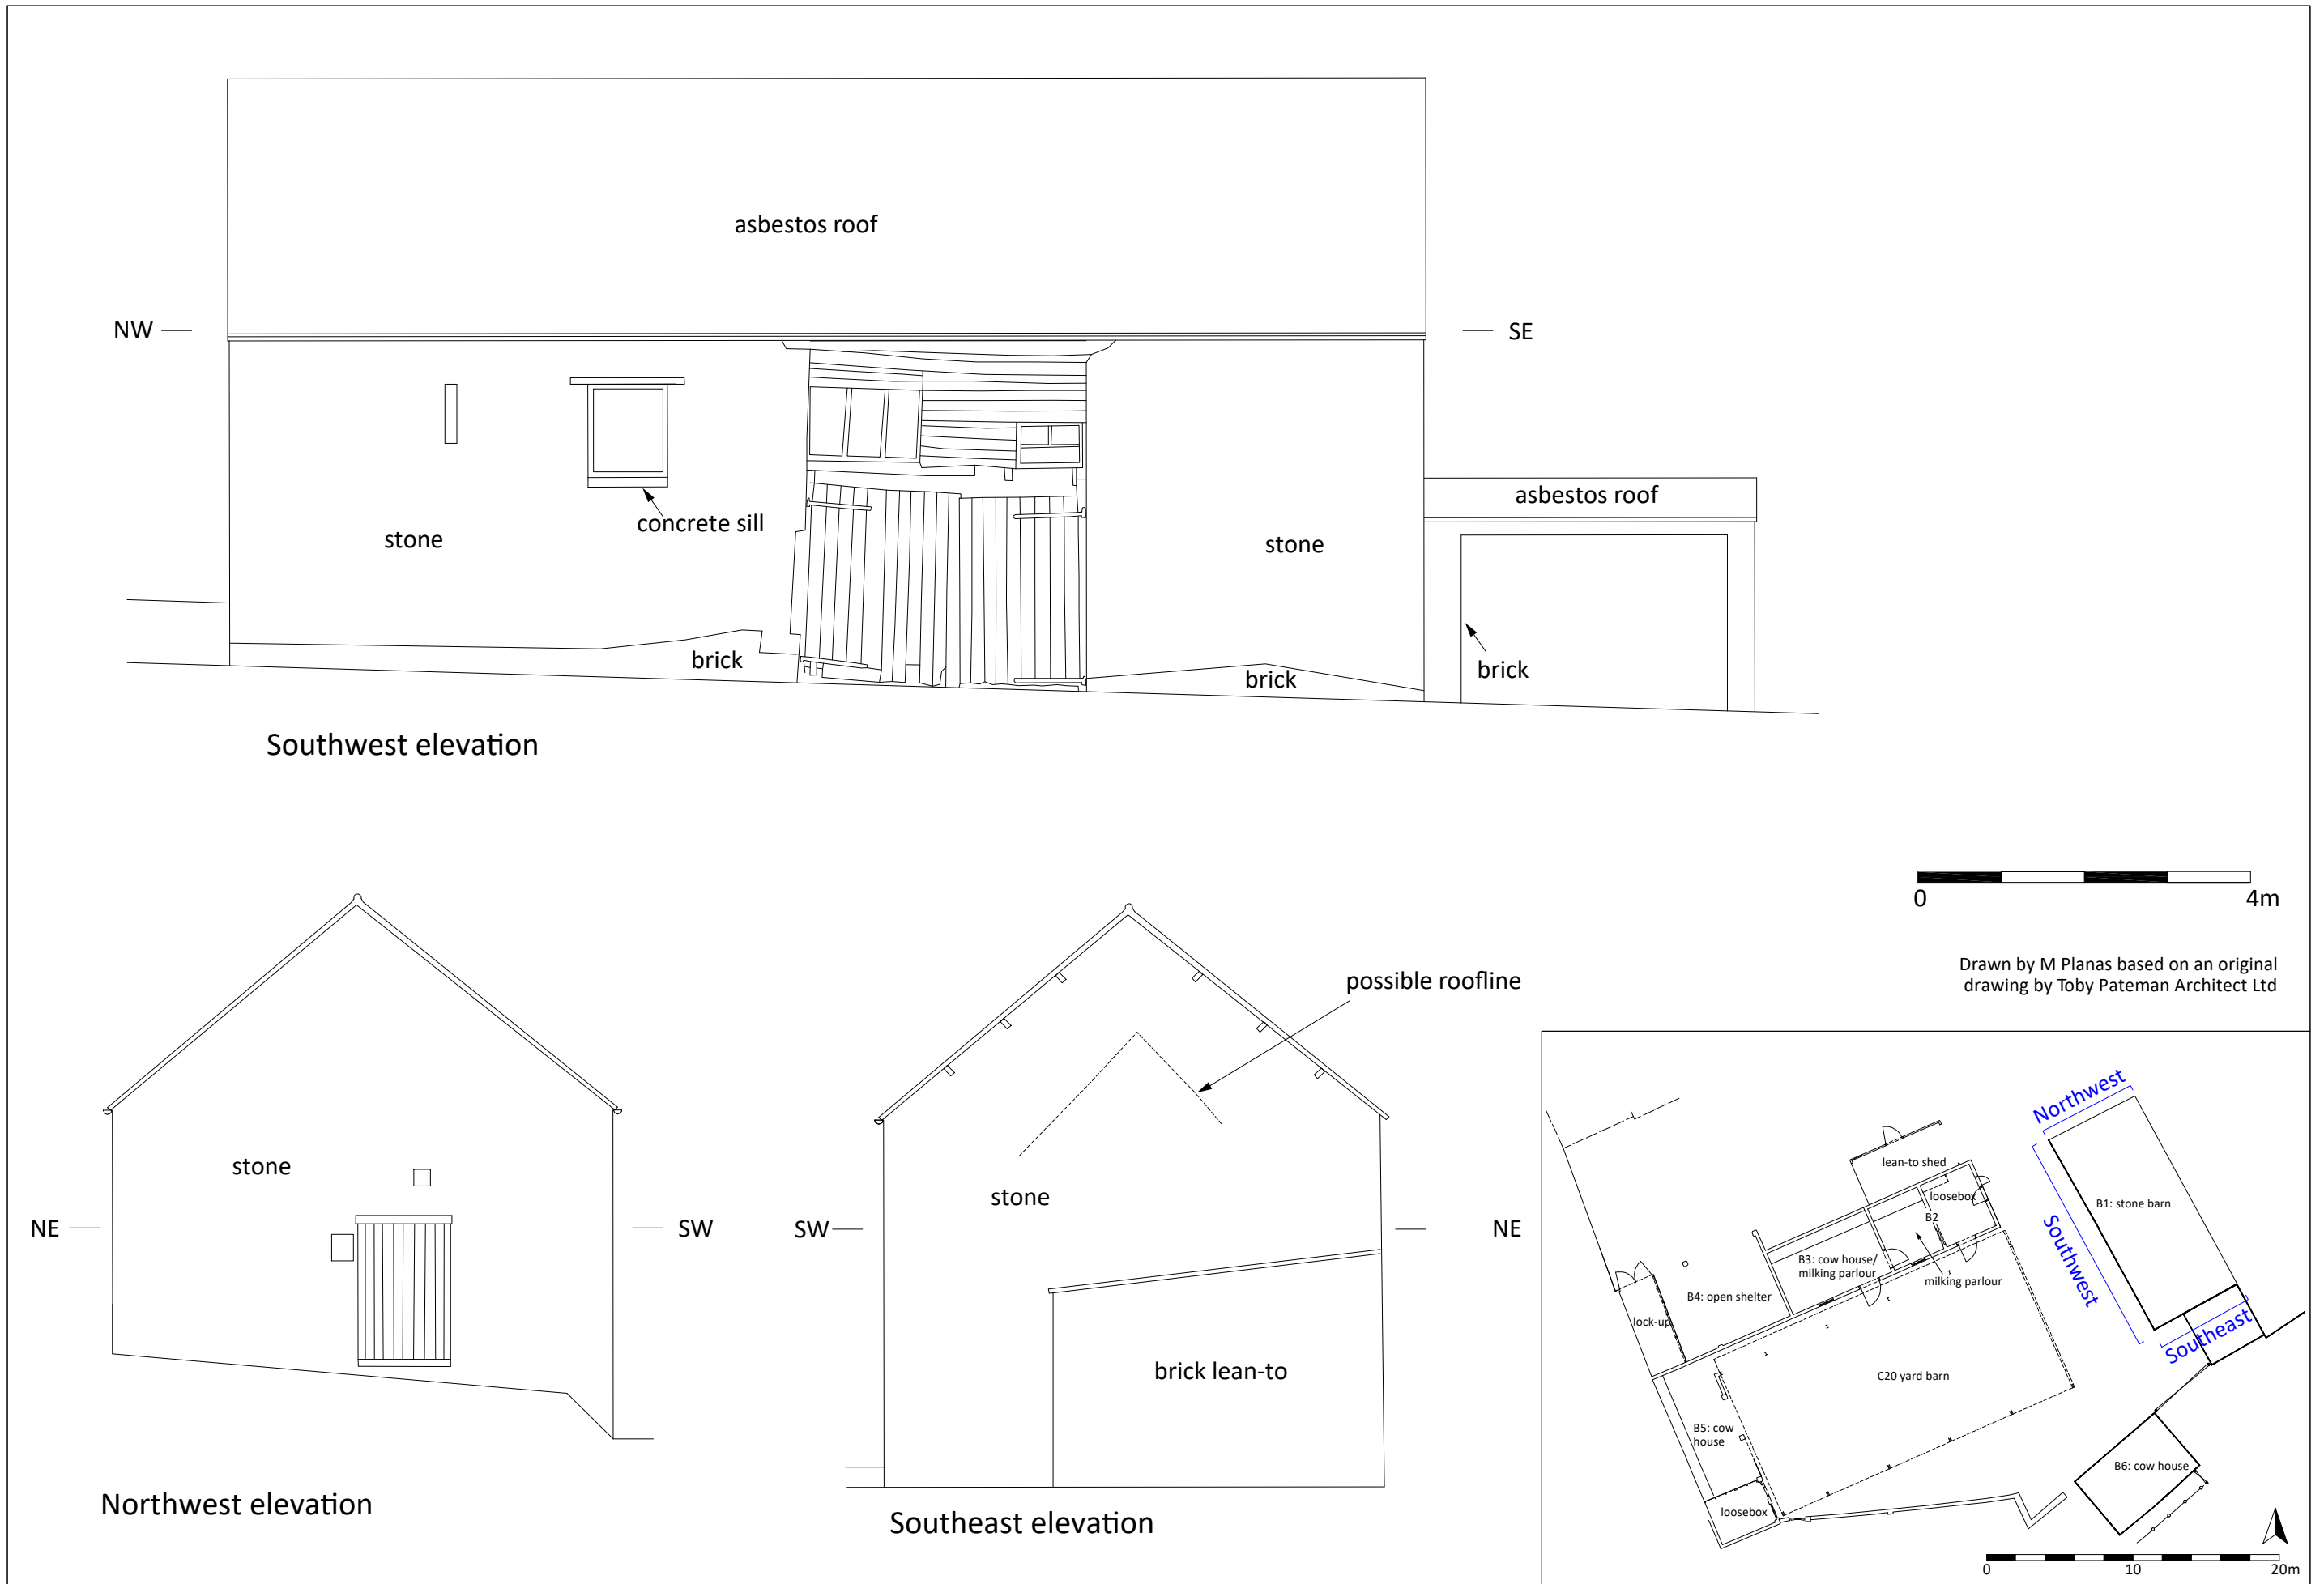 asbestos roof
NW
SE
concrete sill
stone
stone
asbestos roof
brick
brick
brick
Southwest elevation
0
4m
Drawn by M Planas based on an original
drawing by Toby Pateman Architect Ltd
possible roofline
stone
stone
NE
SW
SW
NE
brick lean-to
Northwest elevation
Southeast elevation
Northwest
Southwest
Southeast
lean-to shed
loosebox
B1: stone barn
B2
B3: cow house/
milking parlour
milking parlour
B4: open shelter
lock-up
C20 yard barn
B5: cow
house
B6: cow house
loosebox
0
10
20m